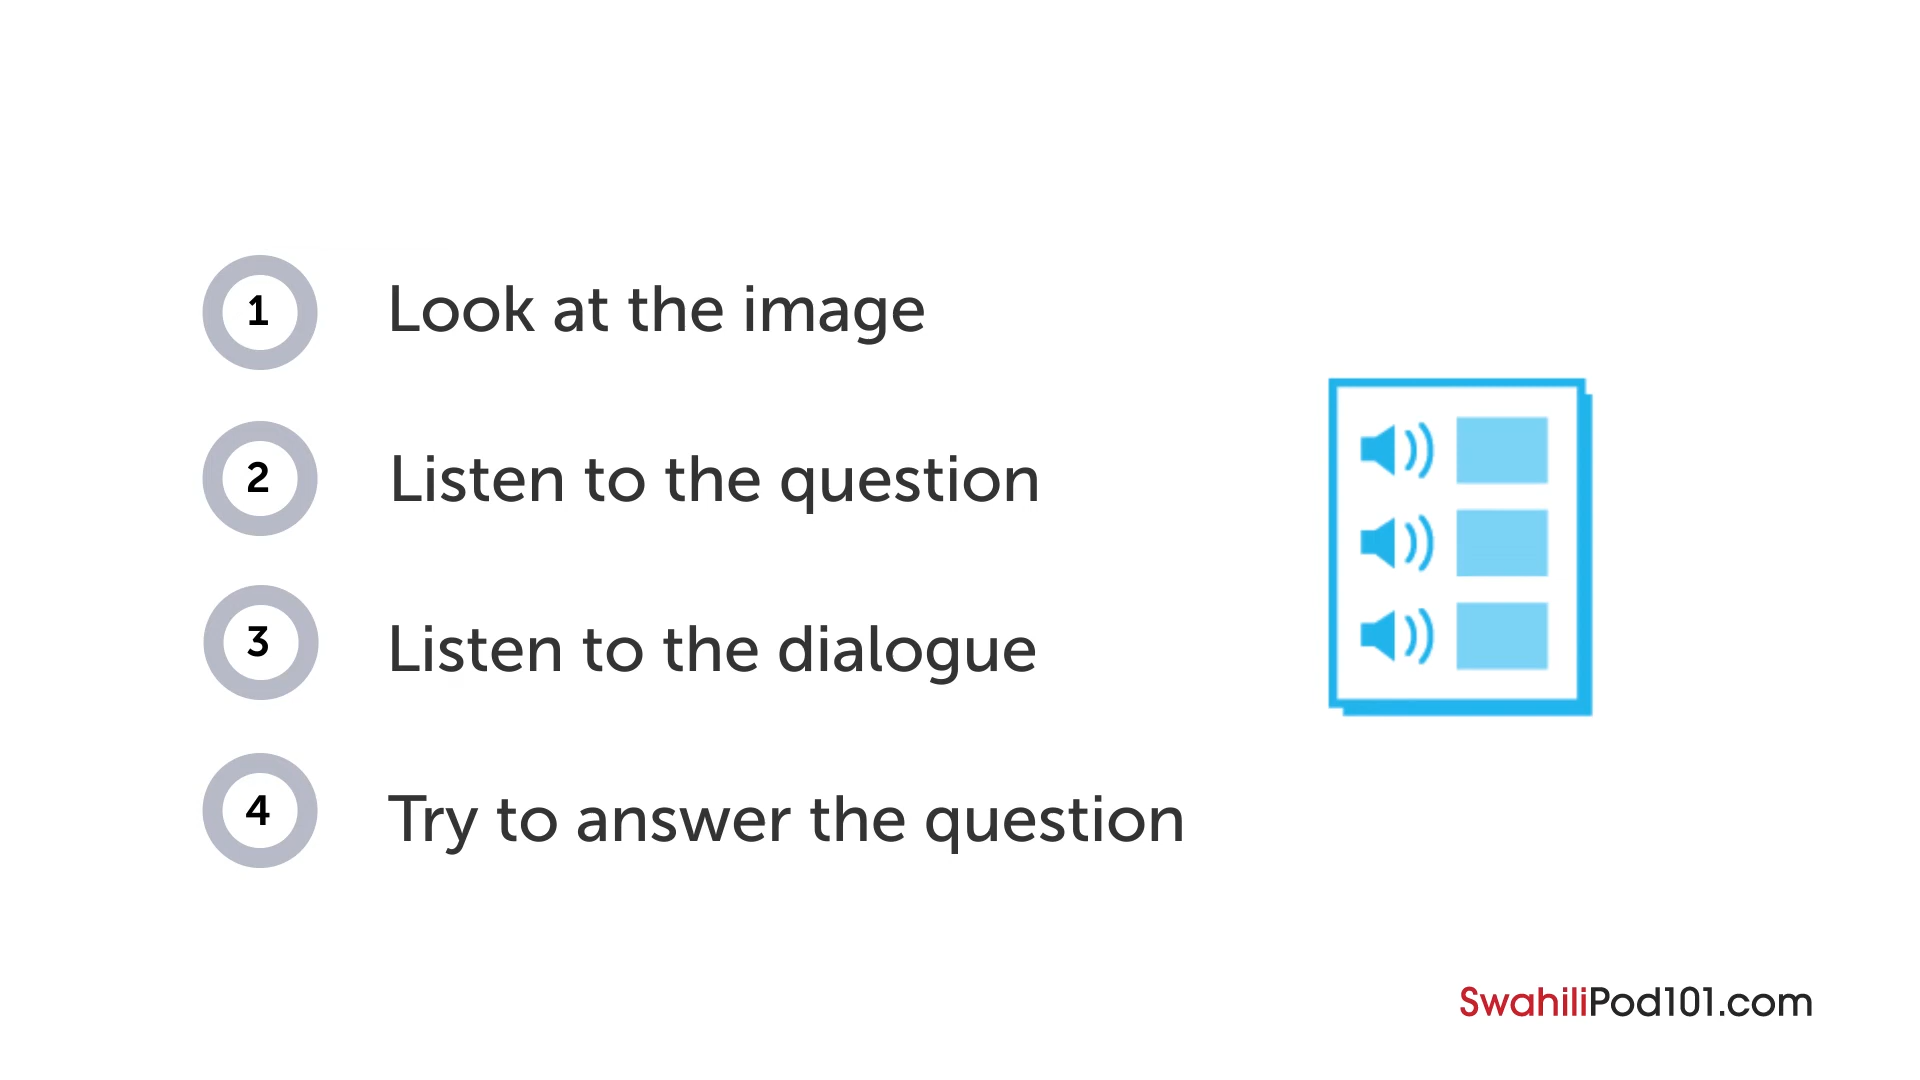 1 Look at the image
2 Listen to the question
3 Listen to the dialogue
4 Try to answer the question
SwahiliPod101.com